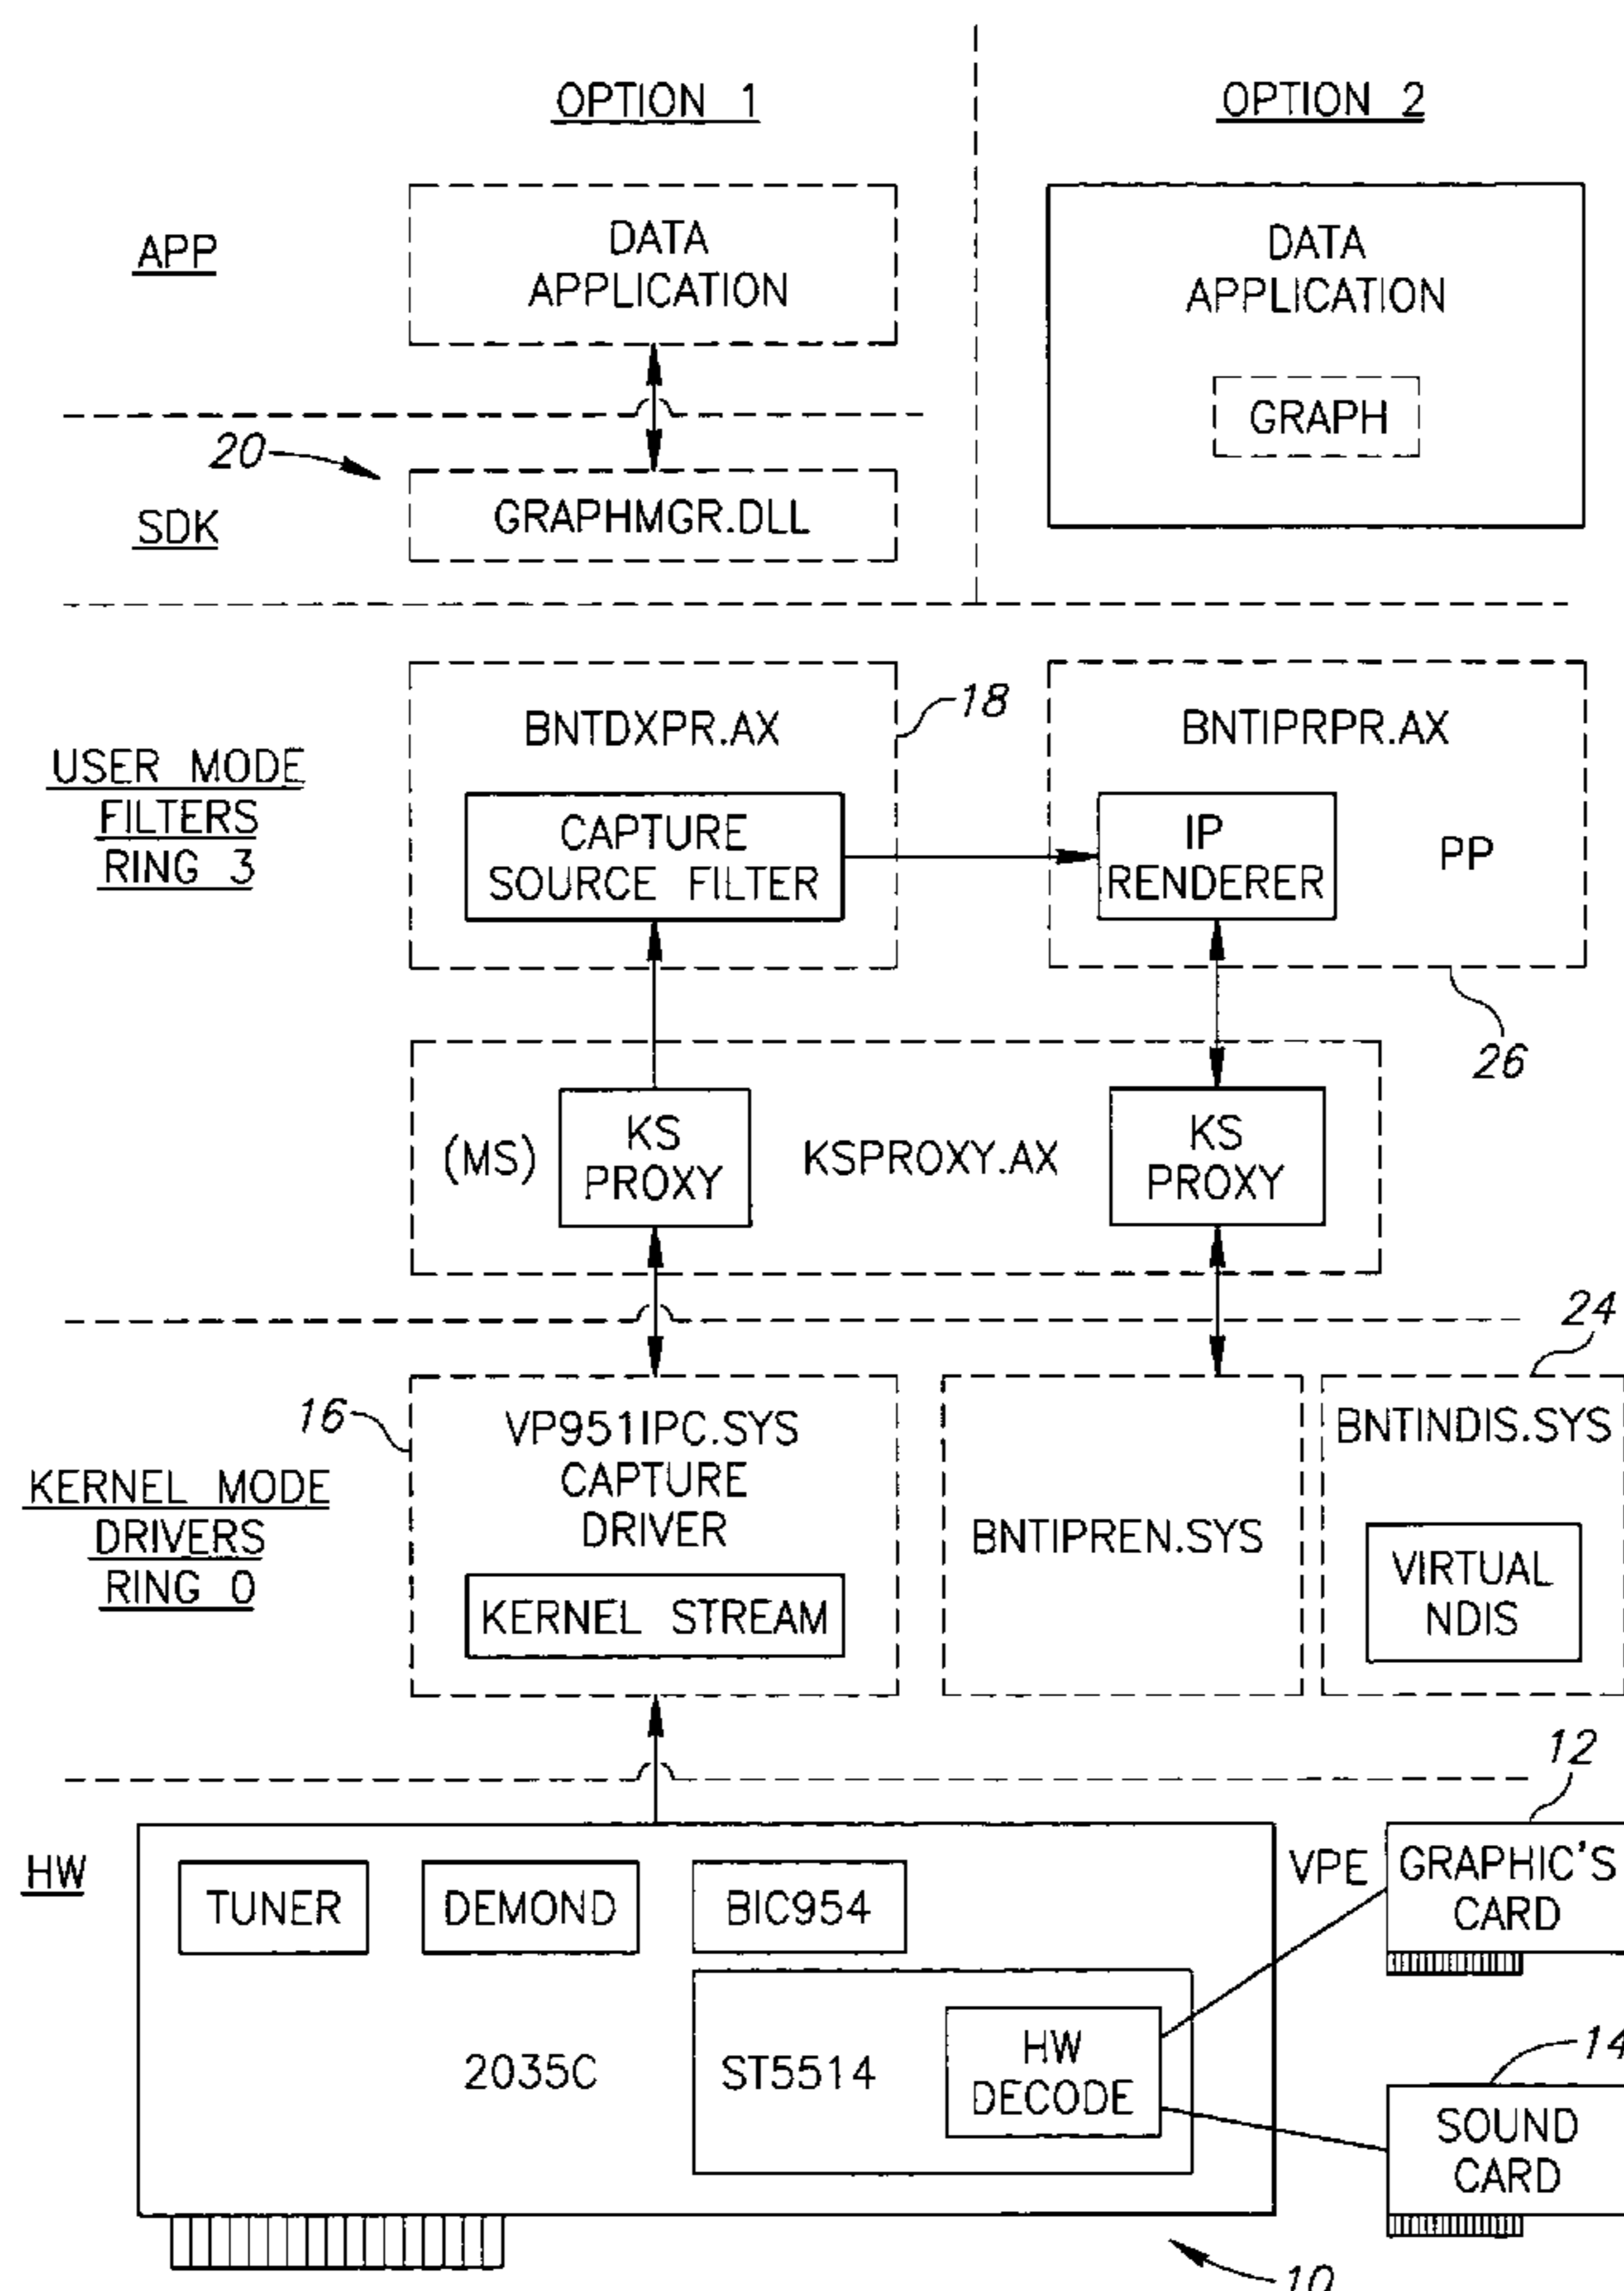 OPTION 1
OPTION 2
APP
DATA
APPLICATION
DATA
APPLICATION
GRAPH
20
SDK
GRAPHMGR.DLL
USER MODE
FILTERS
RING 3
BNTDXPR.AX
18
CAPTURE
SOURCE FILTER
BNTIPRPR.AX
IP
RENDERER
PP
26
(MS)
KS
PROXY
KSPROXY.AX
KS
PROXY
24
16
KERNEL MODE
DRIVERS
RING 0
VP951IPC.SYS
CAPTURE
DRIVER
KERNEL STREAM
BNTIPREN.SYS
BNTINDIS.SYS
VIRTUAL
NDIS
12
HW
TUNER
DEMOND
BIC954
VPE
GRAPHIC'S
CARD
2035C
ST5514
HW
DECODE
14
SOUND
CARD
10